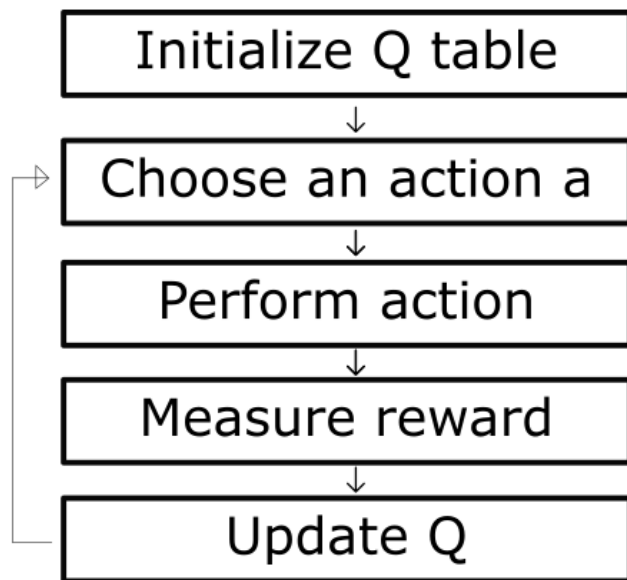 Initialize Q table
Choose an action a
Perform action
Measure reward
Update Q